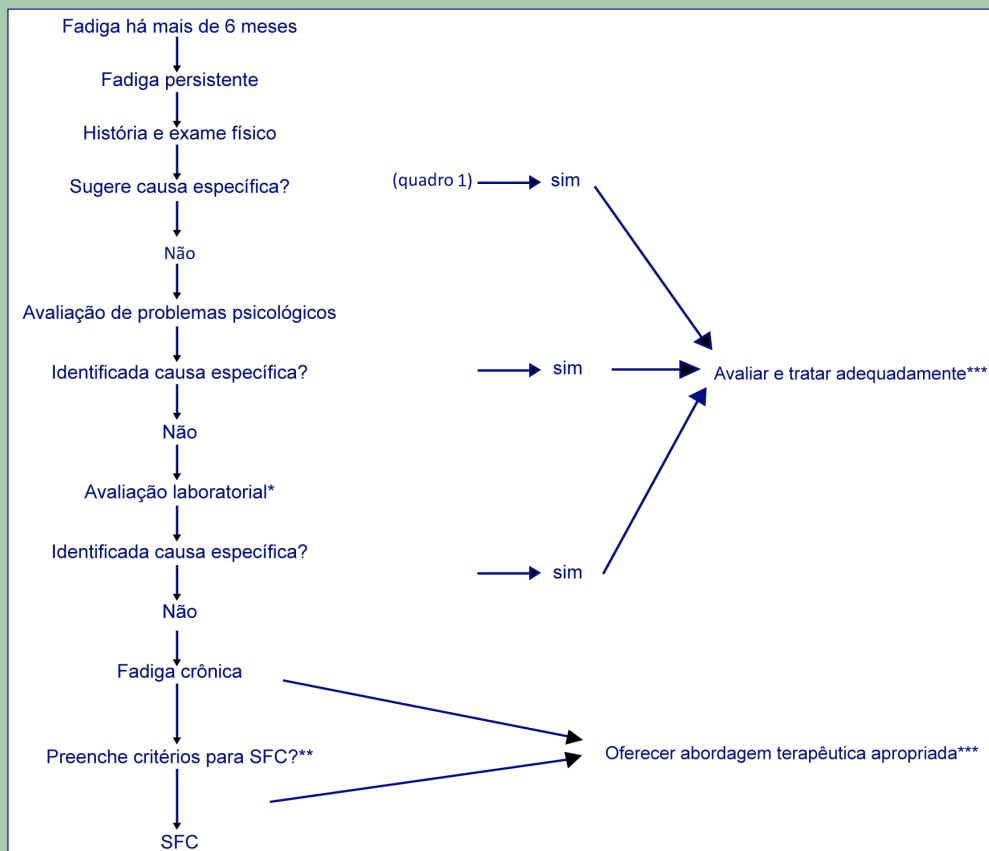 Fadiga há mais de 6 meses
Fadiga persistente
História e exame físico
Sugere causa específica? (quadro 1) sim
Não
Avaliação de problemas psicológicos
Identificada causa específica? sim Avaliar e tratar adequadamente***
Não
Avaliação laboratorial*
Identificada causa específica?
sim
Não
Fadiga crônica
Preenche critérios para SFC?** Oferecer abordagem terapêutica apropriada***
SFC